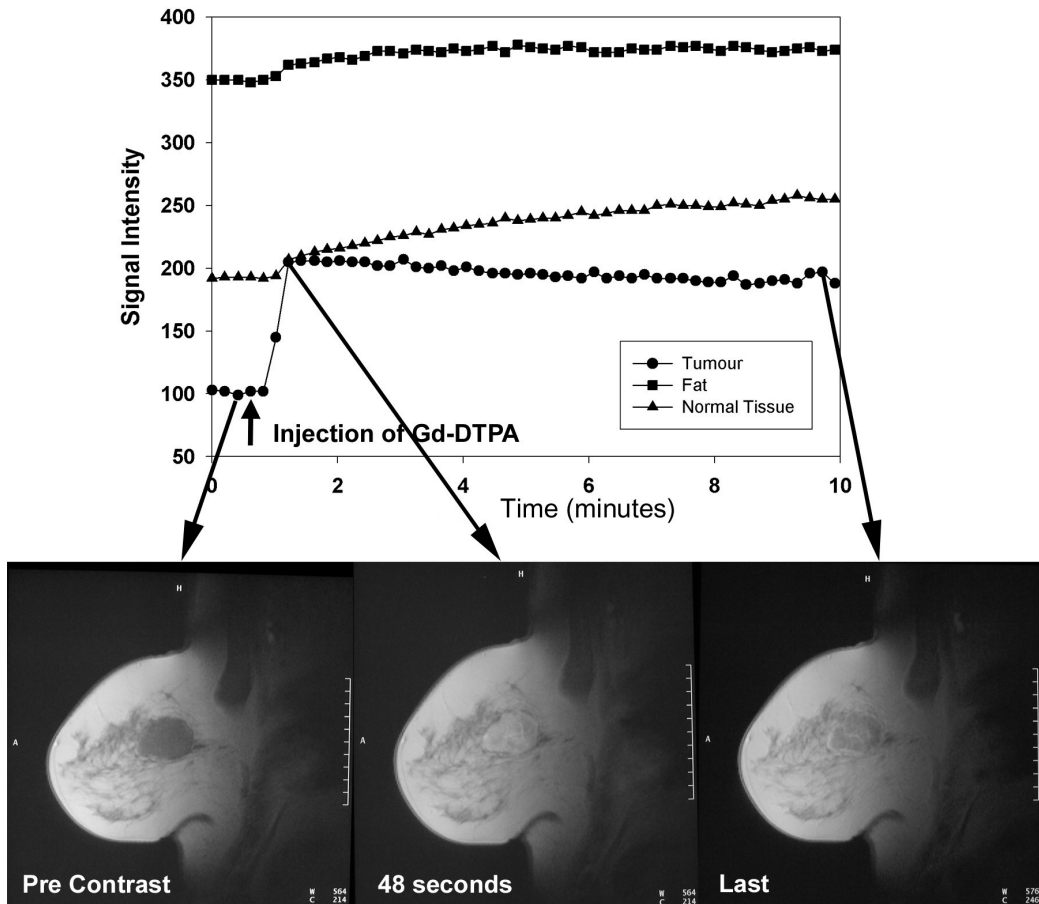 400
350
300
250
200
150
100
50
Signal Intensity
Tumour
Fat
Normal Tissue
Injection of Gd-DTPA
0 2 4 6 8 10
Time (minutes)
H
A
Pre Contrast
W 564
C 214
H
A
48 seconds
W 564
C 214
H
A
Last
W 576
C 246